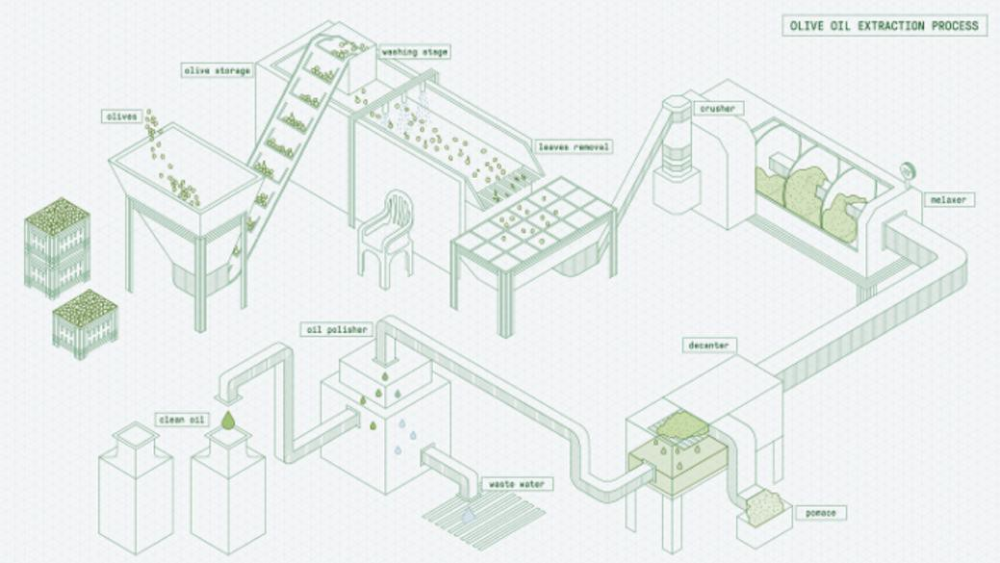 OLIVE OIL EXTRACTION PROCESS
washing stage
olive storage
crusher
olives
leaves removal
melaxer
oil polisher
decanter
clean oil
waste water
pomace